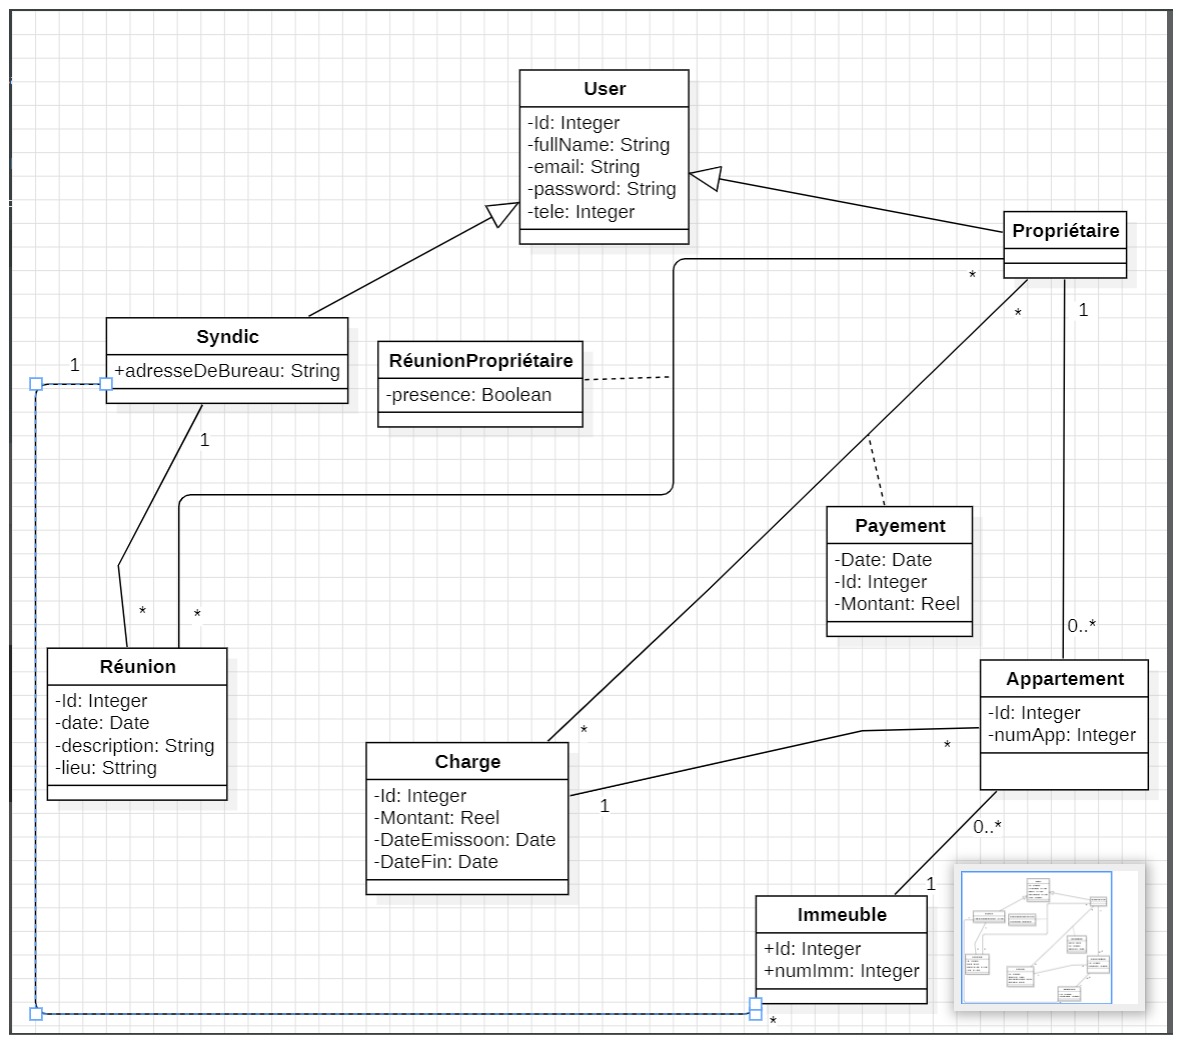 User
-Id: Integer
-fullName: String
-email: String
-password: String
-tele: Integer
Propriétaire
*
*
1
Syndic
+adresseDeBureau: String
1
1
RéunionPropriétaire
-presence: Boolean
Payement
-Date: Date
-Id: Integer
-Montant: Reel
*
*
0..*
Réunion
-Id: Integer
-date: Date
-description: String
-lieu: Sttring
Appartement
-Id: Integer
-numApp: Integer
*
*
Charge
-Id: Integer
-Montant: Reel
-DateEmissoon: Date
-DateFin: Date
1
0..*
1
Immeuble
+Id: Integer
+numImm: Integer
*